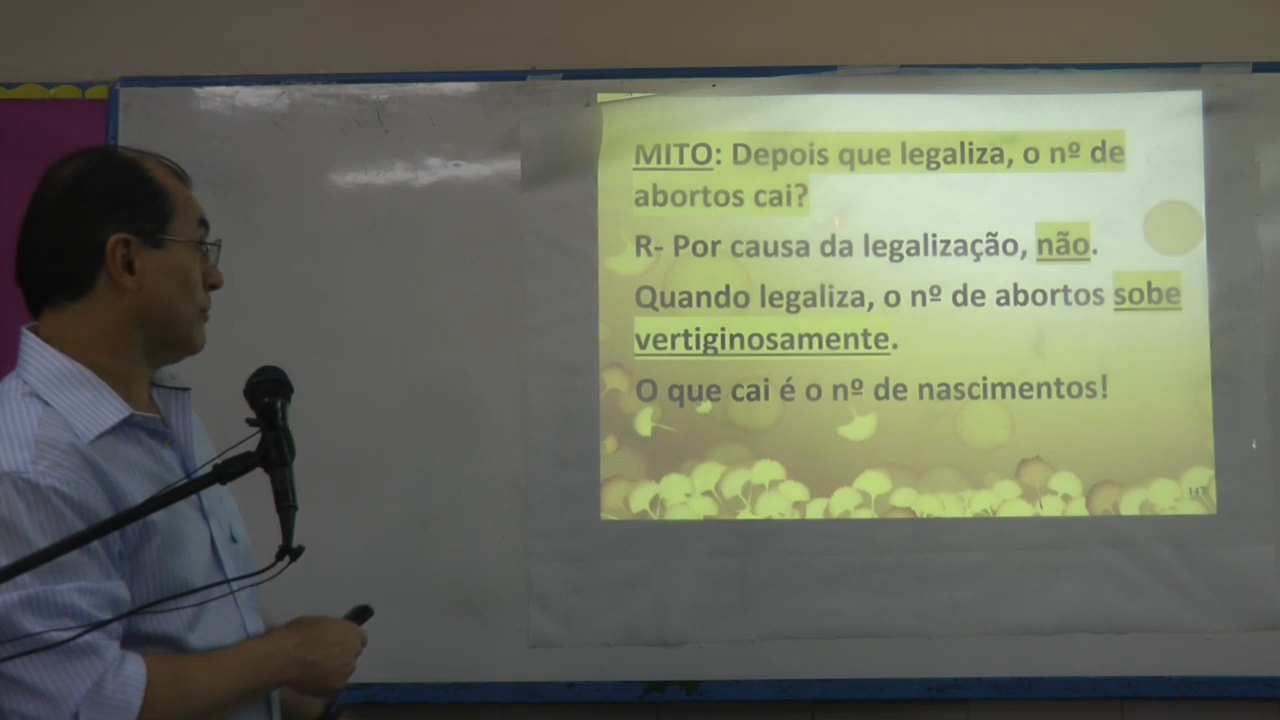 MITO: Depois que legaliza, o nº de
abortos cai?
R- Por causa da legalização, não.
Quando legaliza, o nº de abortos sobe
vertiginosamente.
O que cai é o nº de nascimentos!
147